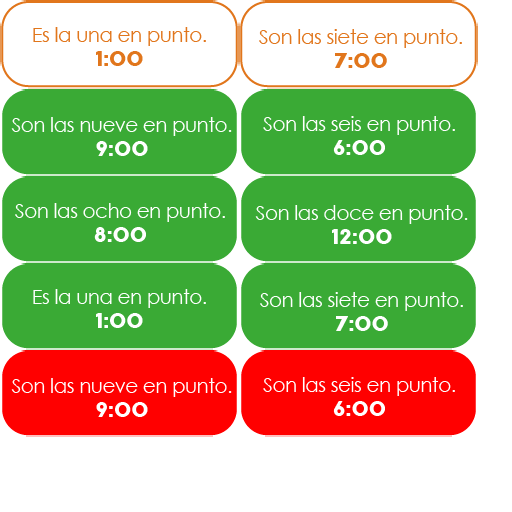 Es la una en punto.
1:00
Son las siete en punto.
7:00
Son las nueve en punto.
9:00
Son las seis en punto.
6:00
Son las ocho en punto.
8:00
Son las doce en punto.
12:00
Es la una en punto.
1:00
Son las siete en punto.
7:00
Son las nueve en punto.
9:00
Son las seis en punto.
6:00